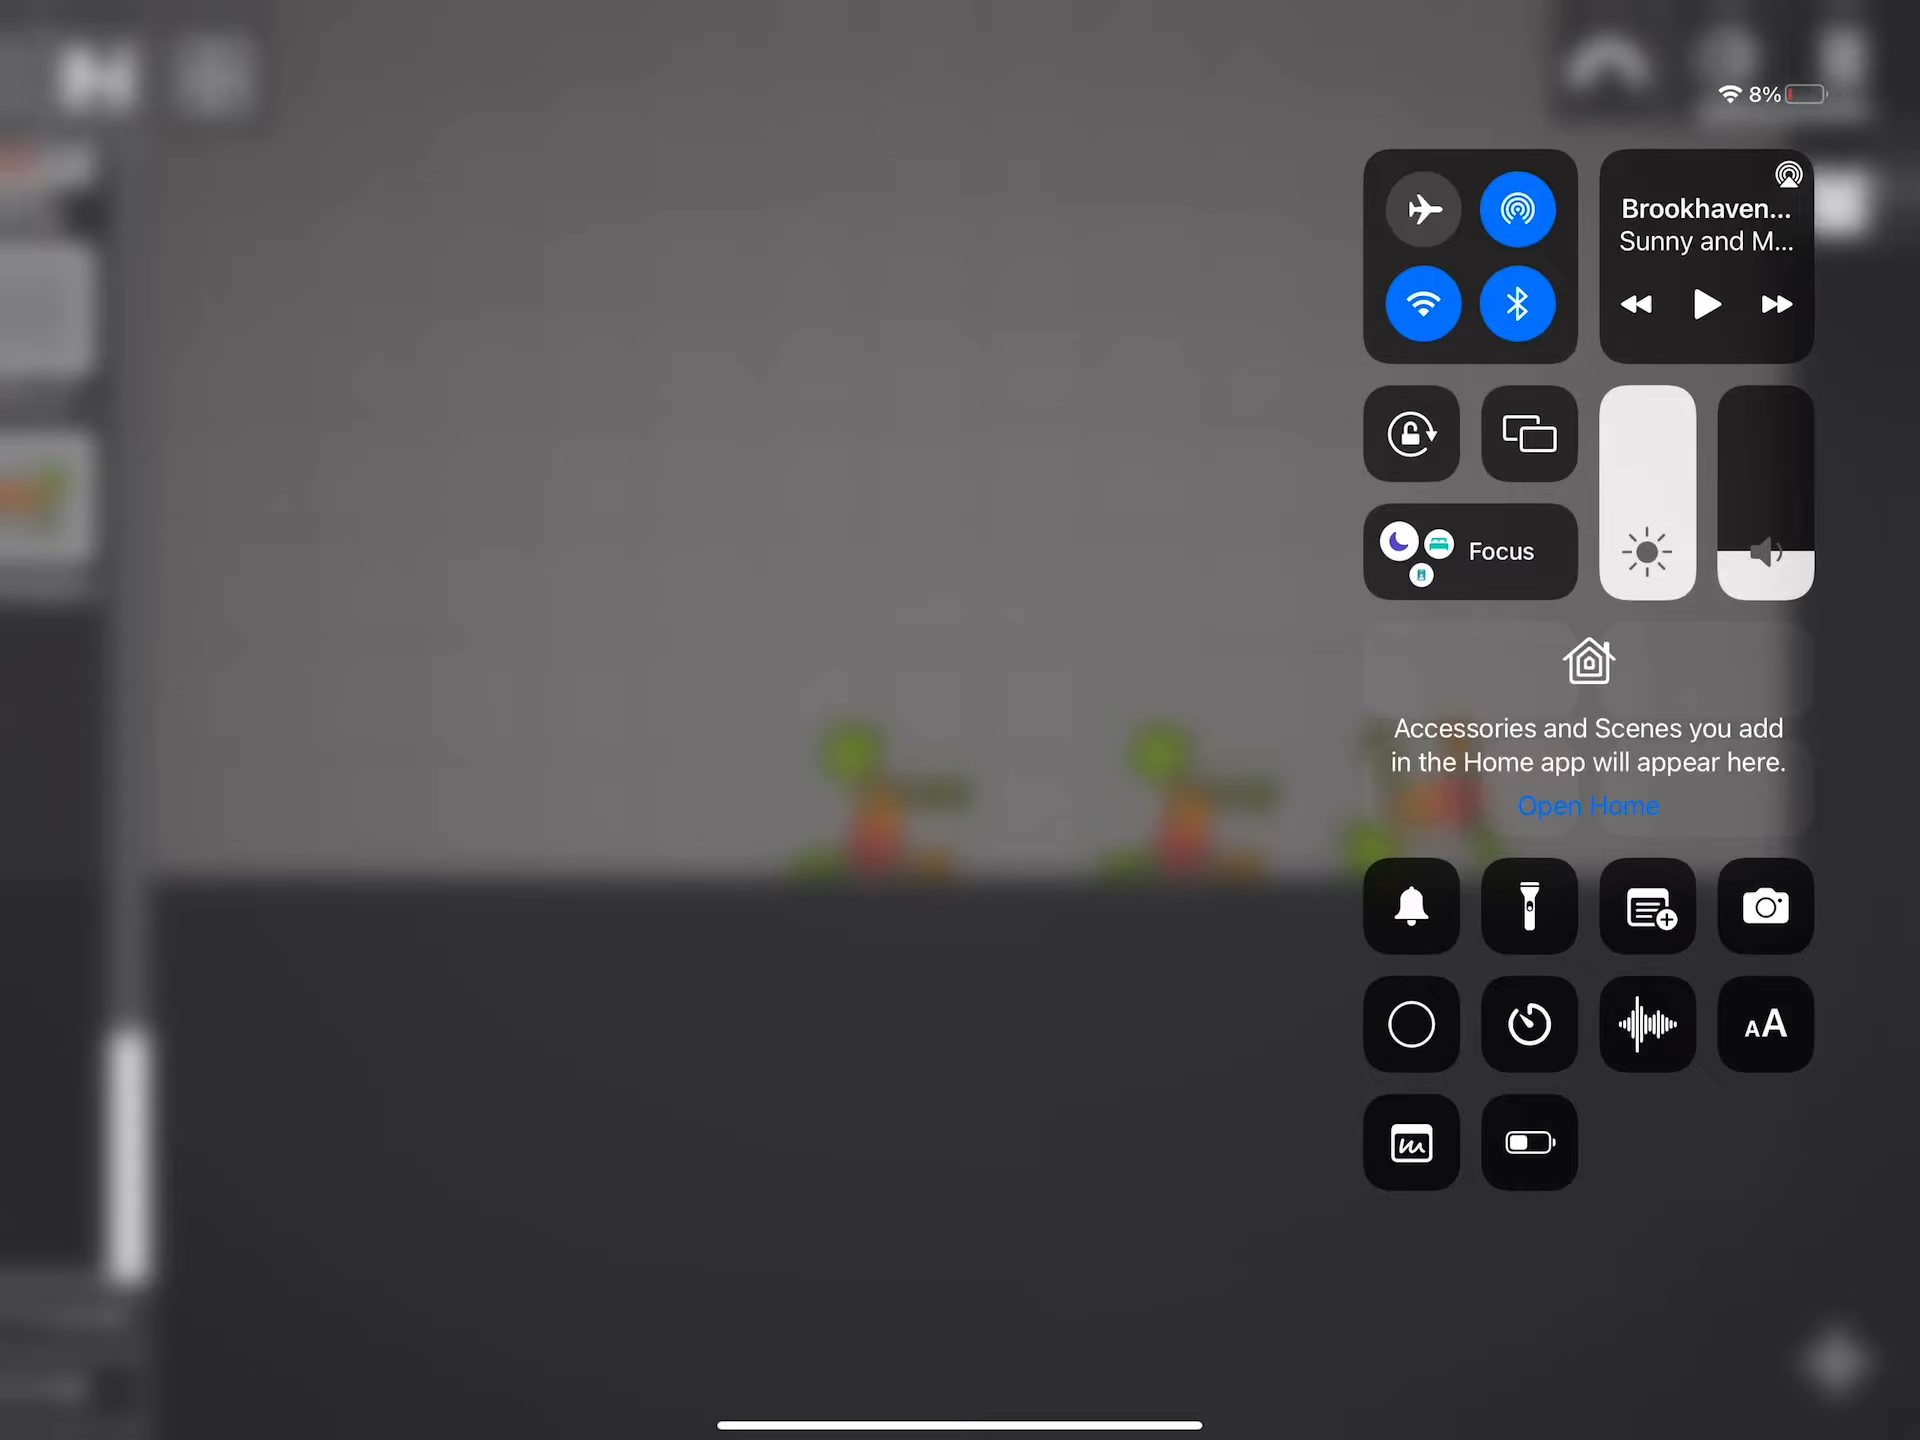 8%
Brookhaven...
Sunny and M...
Focus
Accessories and Scenes you add
in the Home app will appear here.
Open Home
AA